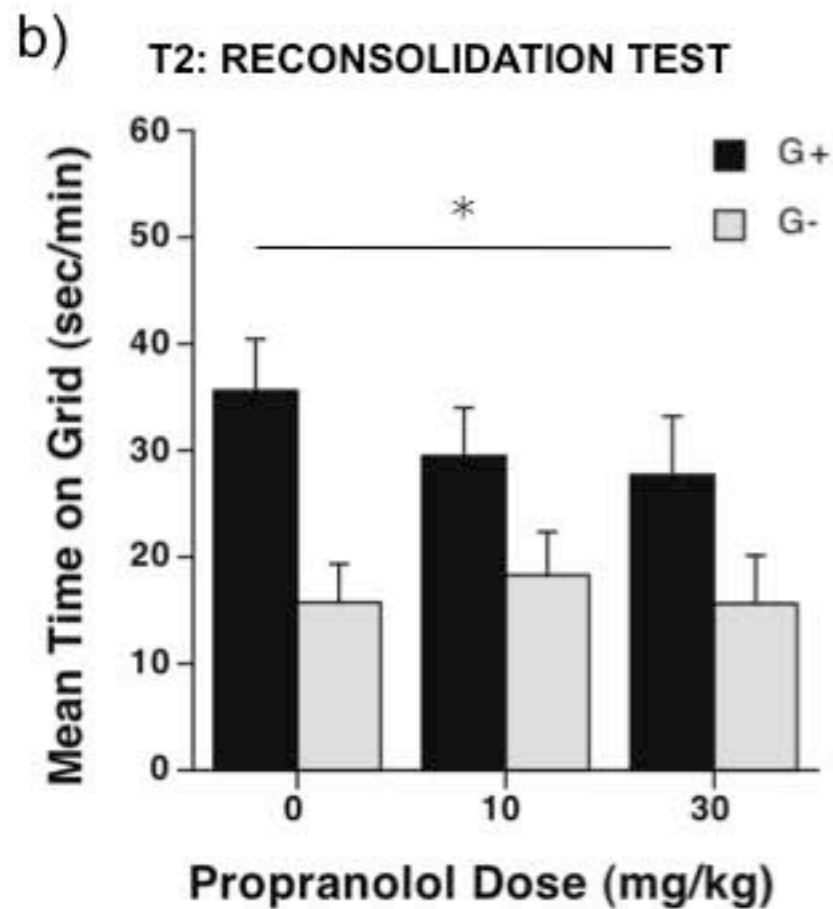 b)
T2: RECONSOLIDATION TEST
Mean Time on Grid (sec/min)
60
50
40
30
20
10
0
*
G+
G-
0 10 30
Propranolol Dose (mg/kg)